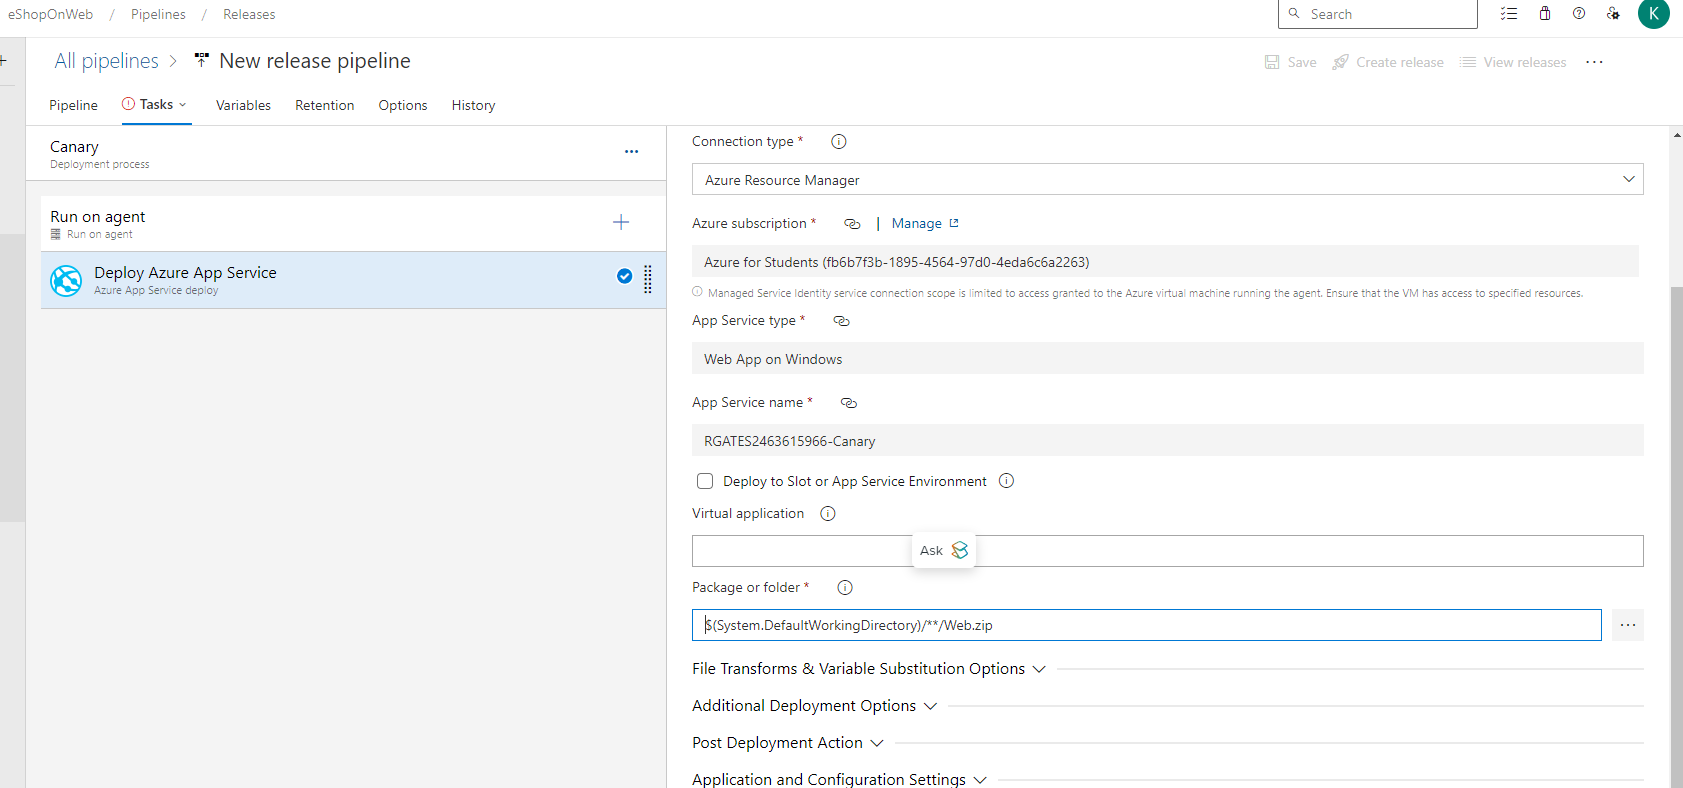 eShopOnWeb / Pipelines / Releases
Search
K
All pipelines > New release pipeline
Save Create release View releases ...
Pipeline Tasks Variables Retention Options History
Canary
Deployment process
Run on agent
Run on agent
Deploy Azure App Service
Azure App Service deploy
Connection type *
Azure Resource Manager
Azure subscription * | Manage
Azure for Students (fb6b7f3b-1895-4564-97d0-4eda6c6a2263)
Managed Service Identity service connection scope is limited to access granted to the Azure virtual machine running the agent. Ensure that the VM has access to specified resources.
App Service type *
Web App on Windows
App Service name *
RGATES2463615966-Canary
Deploy to Slot or App Service Environment
Virtual application
Ask
Package or folder *
$(System.DefaultWorkingDirectory)/**/Web.zip
File Transforms & Variable Substitution Options
Additional Deployment Options
Post Deployment Action
Application and Configuration Settings